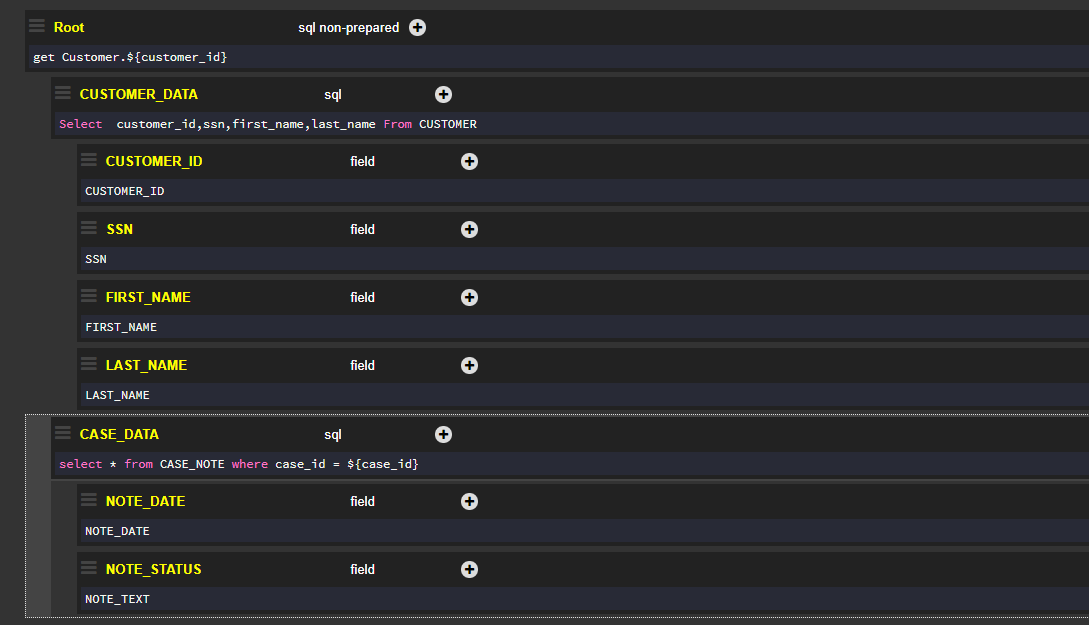 Root sql non-prepared
get Customer.${customer_id}
CUSTOMER_DATA sql
Select  customer_id,ssn,first_name,last_name From CUSTOMER
CUSTOMER_ID field
CUSTOMER_ID
SSN field
SSN
FIRST_NAME field
FIRST_NAME
LAST_NAME field
LAST_NAME
CASE_DATA sql
select * from CASE_NOTE where case_id = ${case_id}
NOTE_DATE field
NOTE_DATE
NOTE_STATUS field
NOTE_TEXT